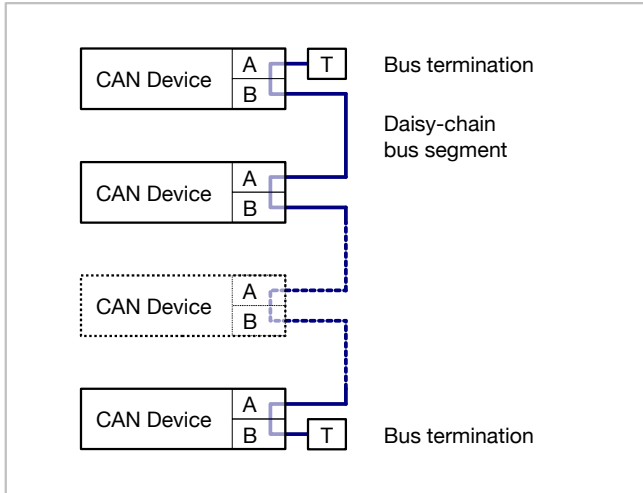 CAN Device
A
B
T
Bus termination
Daisy-chain
bus segment
CAN Device
A
B
CAN Device
A
B
CAN Device
A
B
T
Bus termination